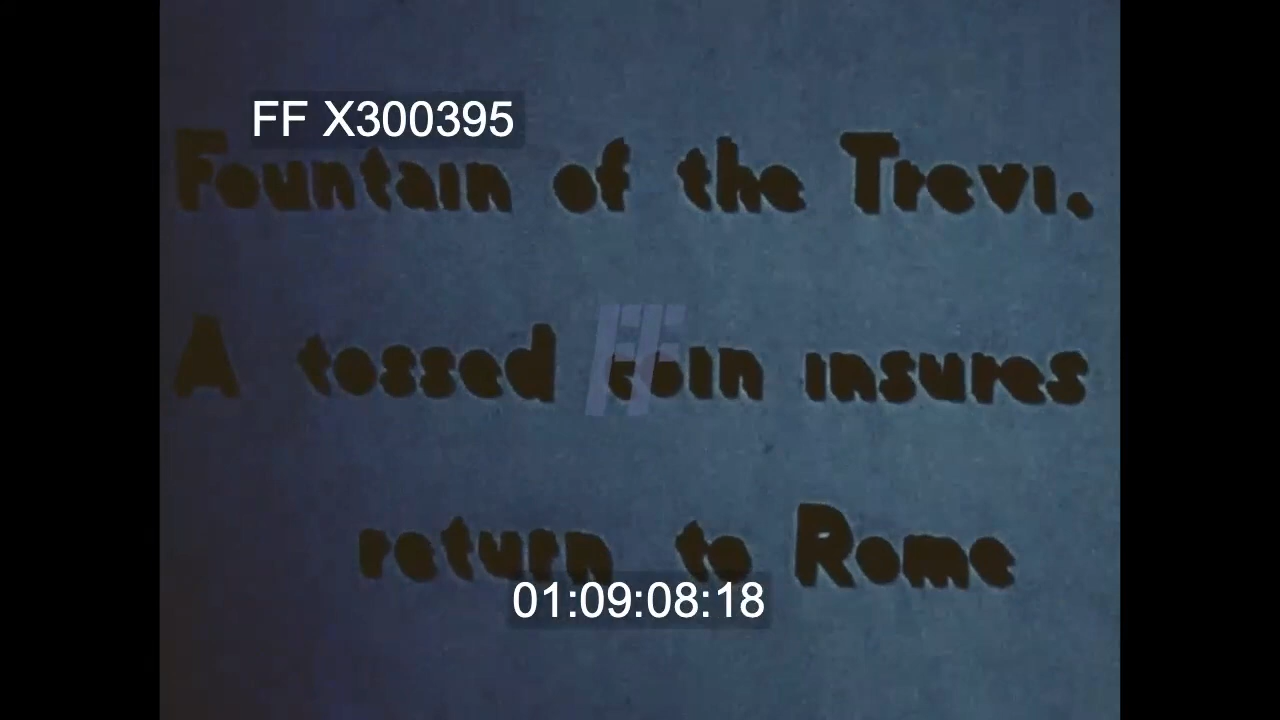 FF X300395
Fountain of the Trevi.
A tossed coin insures
return to Rome
01:09:08:18